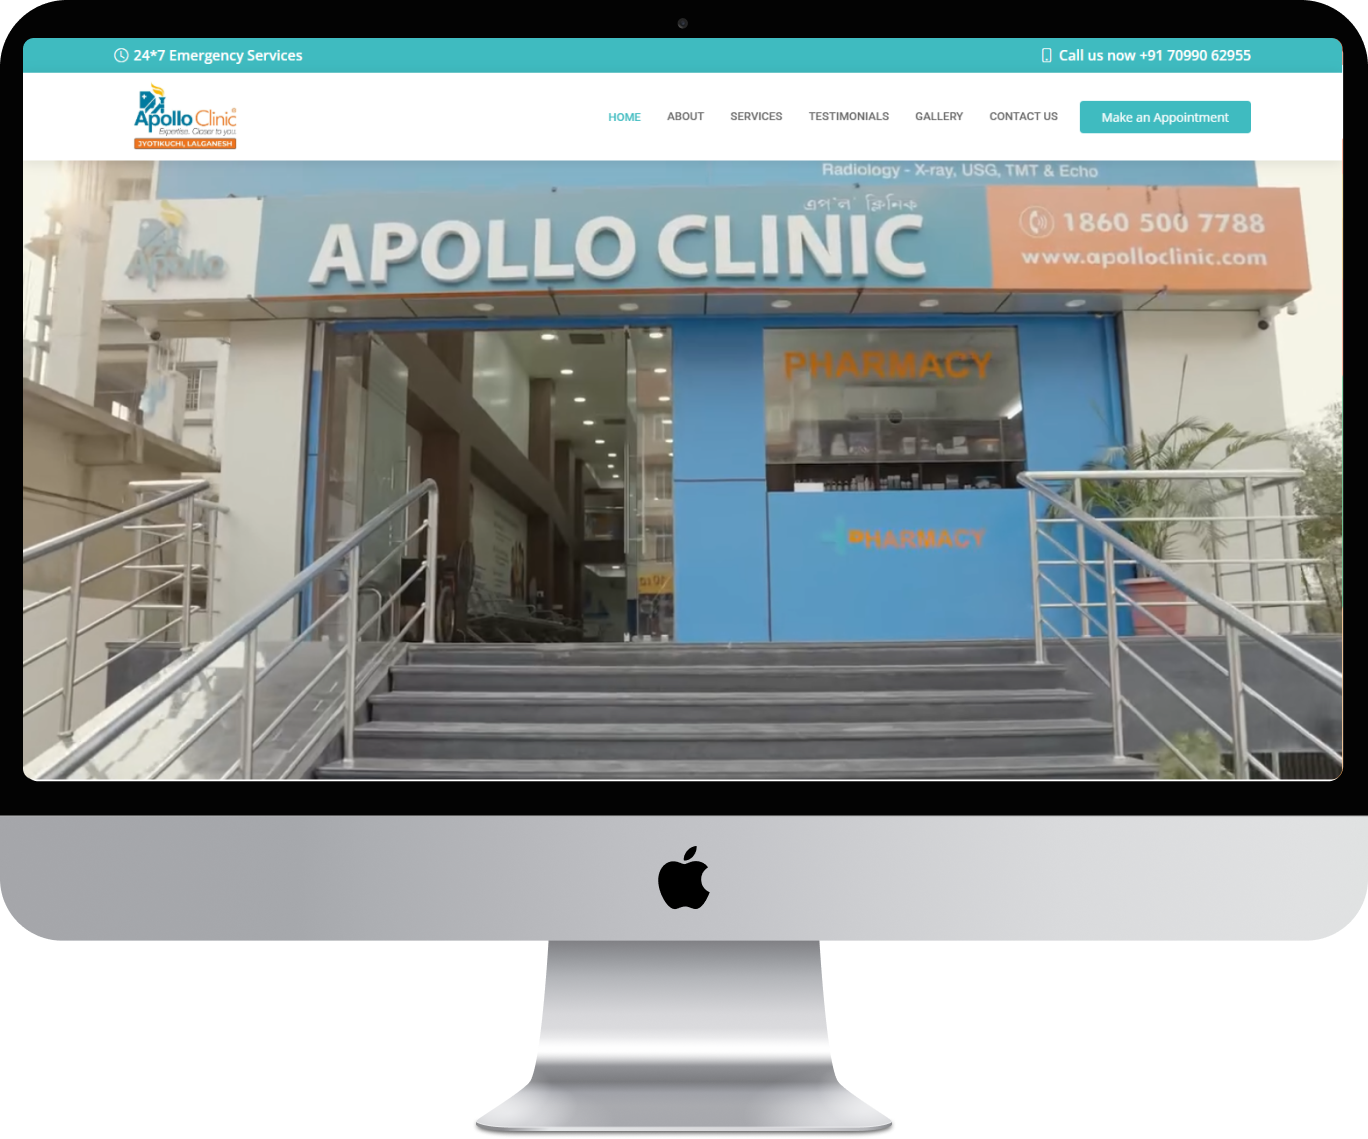 24*7 Emergency Services
Call us now +91 70990 62955
Apollo Clinic
Expertise. Closer to you
JYOTIKUCHI, LALGANESH
HOME ABOUT SERVICES TESTIMONIALS GALLERY CONTACT US Make an Appointment
Radiology - X-ray, USG, TMT & Echo
এপ'ল' ক্লিনিক
Apollo
APOLLO CLINIC
1860 500 7788
www.apolloclinic.com
PHARMACY
PHARMACY